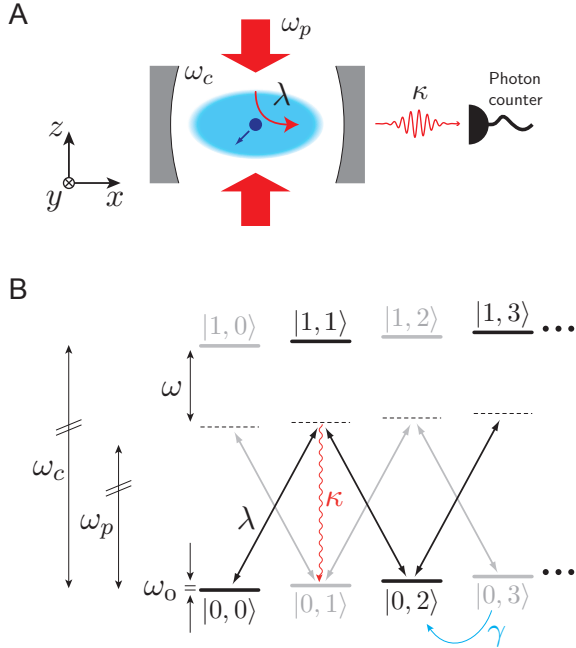 A
ω_p
ω_c
λ
κ
Photon
counter
z
y
x
B
|1, 0⟩
|1, 1⟩
|1, 2⟩
|1, 3⟩
ω
ω_c
ω_p
λ
κ
ω_0
|0, 0⟩
|0, 1⟩
|0, 2⟩
|0, 3⟩
γ